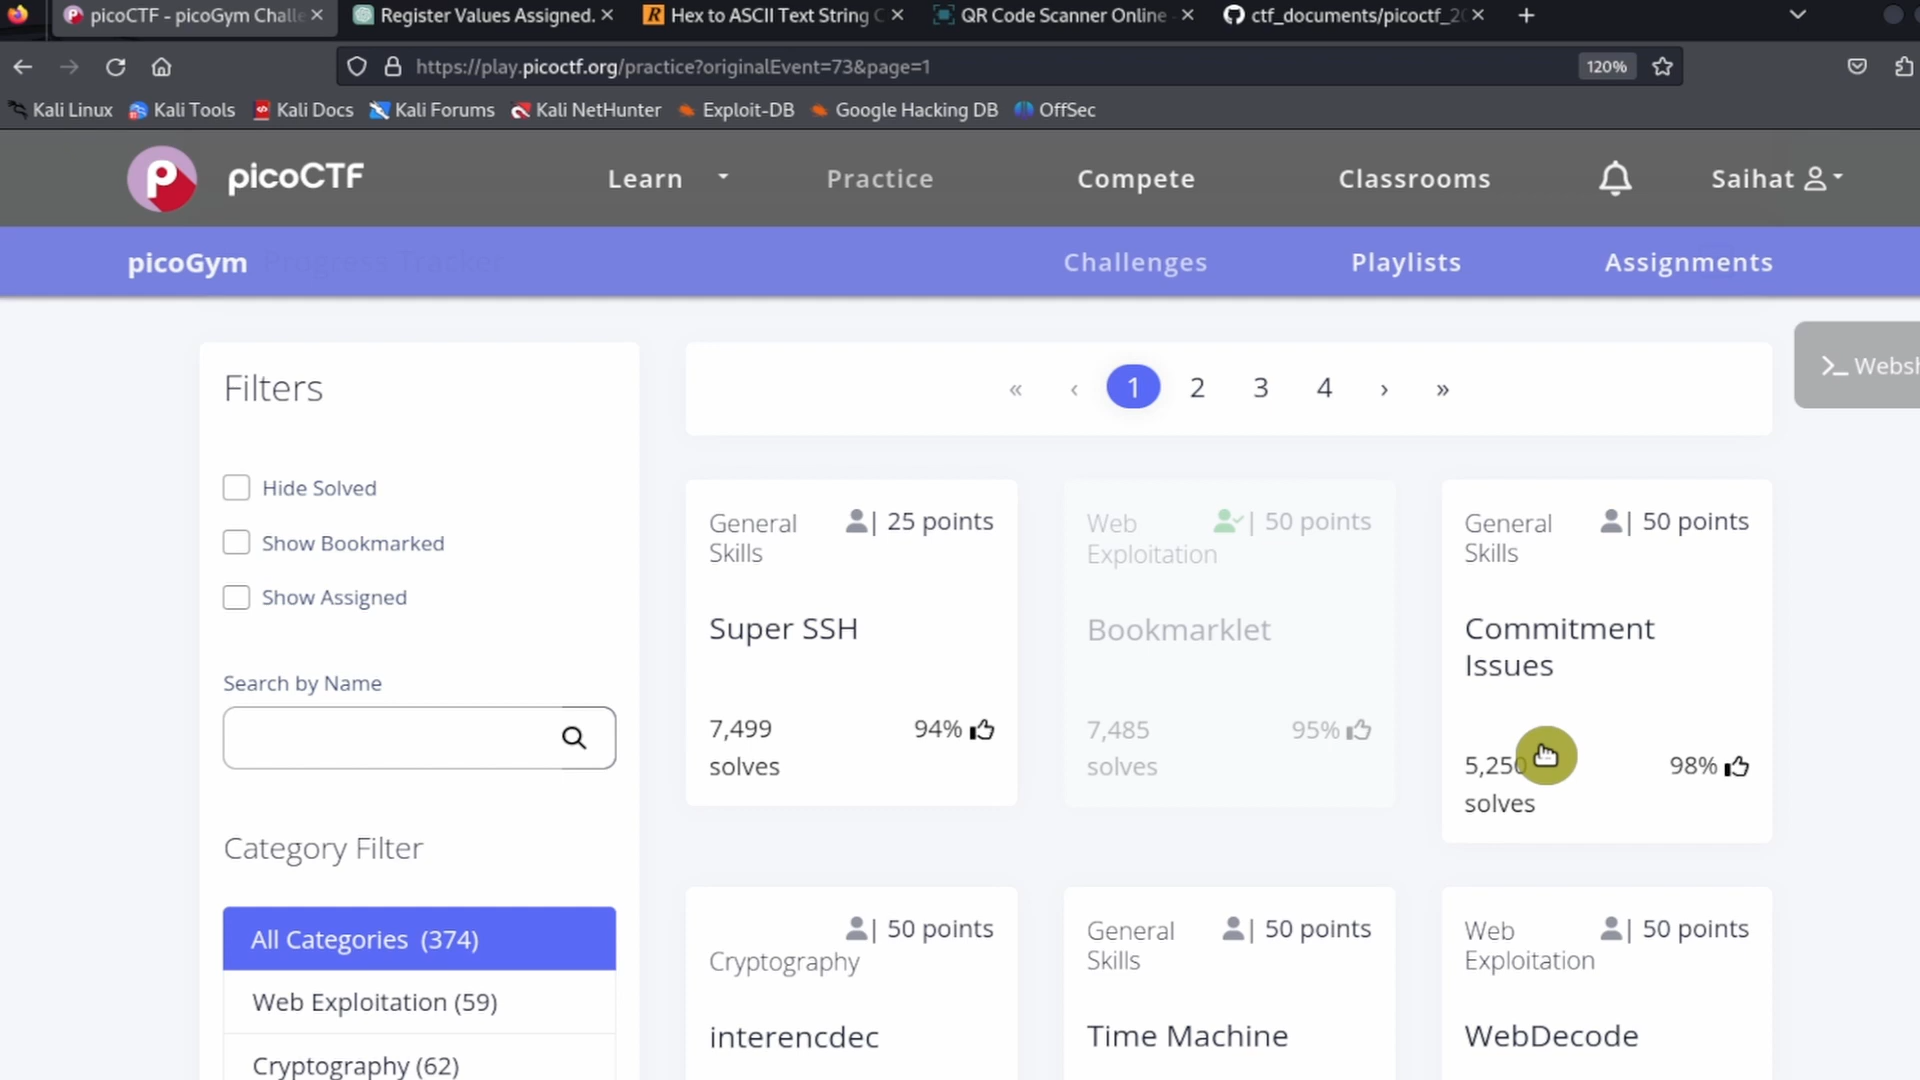 picoCTF - picoGym Challe
Register Values Assigned.
Hex to ASCII Text String C
QR Code Scanner Online -
ctf_documents/picoctf_20
https://play.picoctf.org/practice?originalEvent=73&page=1
120%
Kali Linux
Kali Tools
Kali Docs
Kali Forums
Kali NetHunter
Exploit-DB
Google Hacking DB
OffSec
picoCTF
Learn
Practice
Compete
Classrooms
Saihat
picoGym
Progress Tracker
Challenges
Playlists
Assignments
Filters
Hide Solved
Show Bookmarked
Show Assigned
Search by Name
Category Filter
All Categories (374)
Web Exploitation (59)
Cryptography (62)
« ‹ 1 2 3 4 › »
>_ Websh
General
Skills
| 25 points
Super SSH
7,499
solves
94%
Web
Exploitation
| 50 points
Bookmarklet
7,485
solves
95%
General
Skills
| 50 points
Commitment
Issues
5,250
solves
98%
| 50 points
Cryptography
interencdec
General
Skills
| 50 points
Time Machine
Web
Exploitation
| 50 points
WebDecode